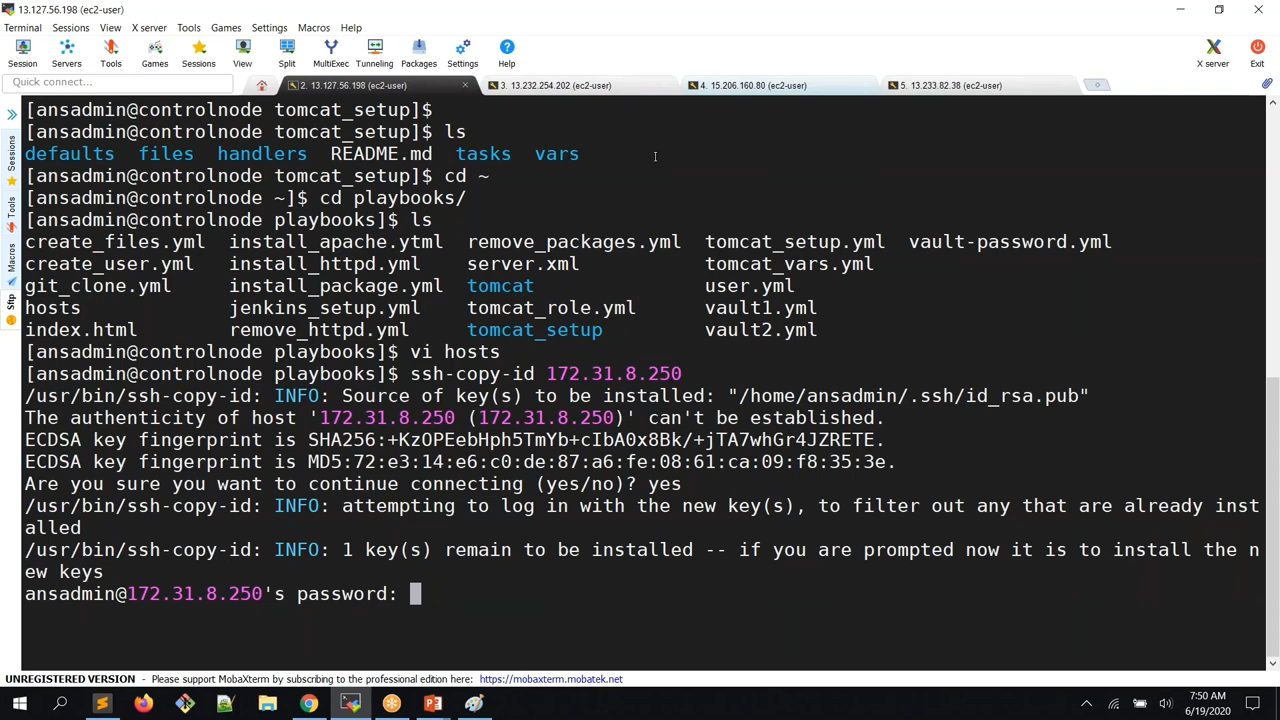 13.127.56.198 (ec2-user)
Terminal Sessions View X server Tools Games Settings Macros Help
Session Servers Tools Games Sessions View Split MultiExec Tunneling Packages Settings Help X server Exit
Quick connect... 2. 13.127.56.198 (ec2-user) 3. 13.232.254.202 (ec2-user) 4. 15.206.160.80 (ec2-user) 5. 13.233.82.38 (ec2-user)
Sessions
Tools
Macros
Sftp
[ansadmin@controlnode tomcat_setup]$
[ansadmin@controlnode tomcat_setup]$ ls
defaults files handlers README.md tasks vars
[ansadmin@controlnode tomcat_setup]$ cd ~
[ansadmin@controlnode ~]$ cd playbooks/
[ansadmin@controlnode playbooks]$ ls
create_files.yml install_apache.ytml remove_packages.yml tomcat_setup.yml vault-password.yml
create_user.yml install_httpd.yml server.xml tomcat_vars.yml
git_clone.yml install_package.yml tomcat user.yml
hosts jenkins_setup.yml tomcat_role.yml vault1.yml
index.html remove_httpd.yml tomcat_setup vault2.yml
[ansadmin@controlnode playbooks]$ vi hosts
[ansadmin@controlnode playbooks]$ ssh-copy-id 172.31.8.250
/usr/bin/ssh-copy-id: INFO: Source of key(s) to be installed: "/home/ansadmin/.ssh/id_rsa.pub"
The authenticity of host '172.31.8.250 (172.31.8.250)' can't be established.
ECDSA key fingerprint is SHA256:+KzOPEebHph5TmYb+cIbA0x8Bk/+jTA7whGr4JZRETE.
ECDSA key fingerprint is MD5:72:e3:14:e6:c0:de:87:a6:fe:08:61:ca:09:f8:35:3e.
Are you sure you want to continue connecting (yes/no)? yes
/usr/bin/ssh-copy-id: INFO: attempting to log in with the new key(s), to filter out any that are already inst
alled
/usr/bin/ssh-copy-id: INFO: 1 key(s) remain to be installed -- if you are prompted now it is to install the n
ew keys
ansadmin@172.31.8.250's password:
UNREGISTERED VERSION - Please support MobaXterm by subscribing to the professional edition here: https://mobaxterm.mobatek.net
7:50 AM
6/19/2020